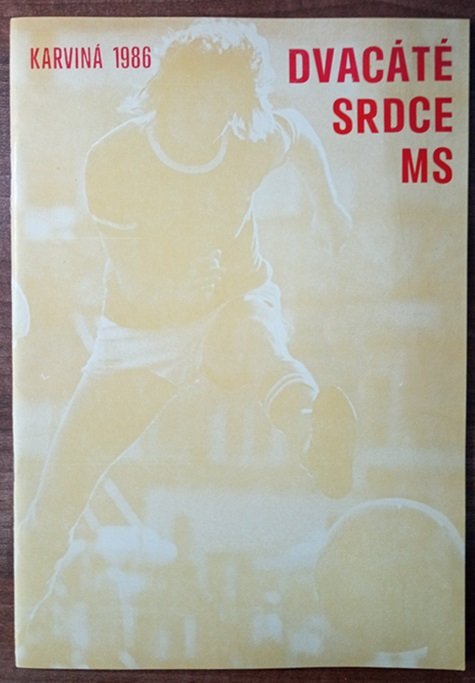 KARVINÁ 1986
DVACÁTÉ
SRDCE
MS